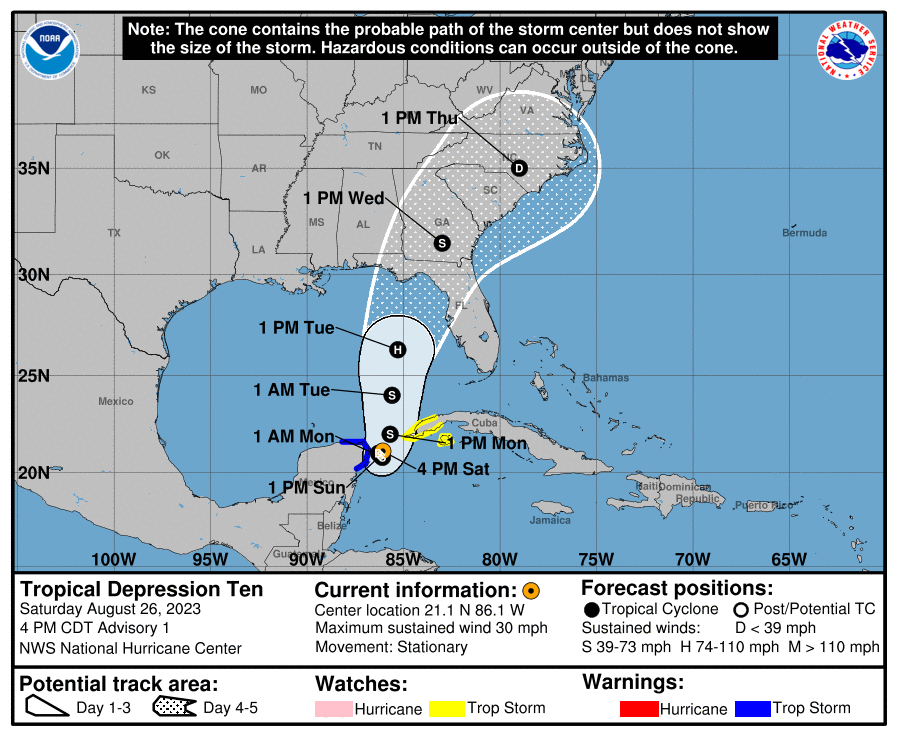 Note: The cone contains the probable path of the storm center but does not show
the size of the storm. Hazardous conditions can occur outside of the cone.
NOAA
NATIONAL WEATHER SERVICE
KS
MO
WV
DE
VA
1 PM Thu
OK
AR
TN
NC
D
35N
SC
1 PM Wed
TX
LA
MS
AL
GA
S
Bermuda
30N
FL
1 PM Tue
H
25N
1 AM Tue
S
Bahamas
Mexico
Cuba
1 AM Mon
S
1 PM Mon
4 PM Sat
20N
1 PM Sun
Mexico
Haiti
Dominican
Republic
Puerto Rico
Jamaica
Belize
Guatemala
100W
95W
90W
85W
80W
75W
70W
65W
Tropical Depression Ten
Saturday August 26, 2023
4 PM CDT Advisory 1
NWS National Hurricane Center
Current information:
Center location 21.1 N 86.1 W
Maximum sustained wind 30 mph
Movement: Stationary
Forecast positions:
Tropical Cyclone
Post/Potential TC
Sustained winds:
D < 39 mph
S 39-73 mph H 74-110 mph M > 110 mph
Potential track area:
Day 1-3
Day 4-5
Watches:
Hurricane
Trop Storm
Warnings:
Hurricane
Trop Storm